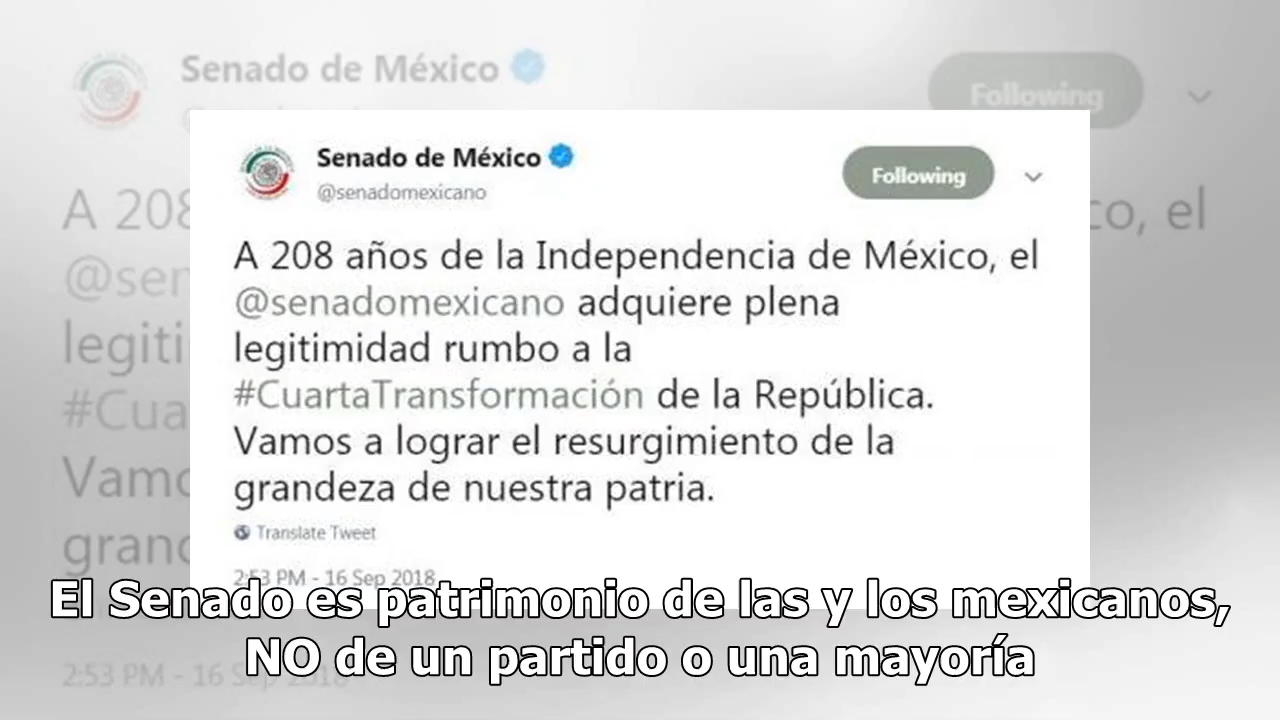 Senado de México
@senadomexicano
Following
A 208 años de la Independencia de México, el
@senadomexicano adquiere plena
legitimidad rumbo a la
#CuartaTransformación de la República.
Vamos a lograr el resurgimiento de la
grandeza de nuestra patria.
Translate Tweet
2:53 PM - 16 Sep 2018
El Senado es patrimonio de las y los mexicanos,
NO de un partido o una mayoría